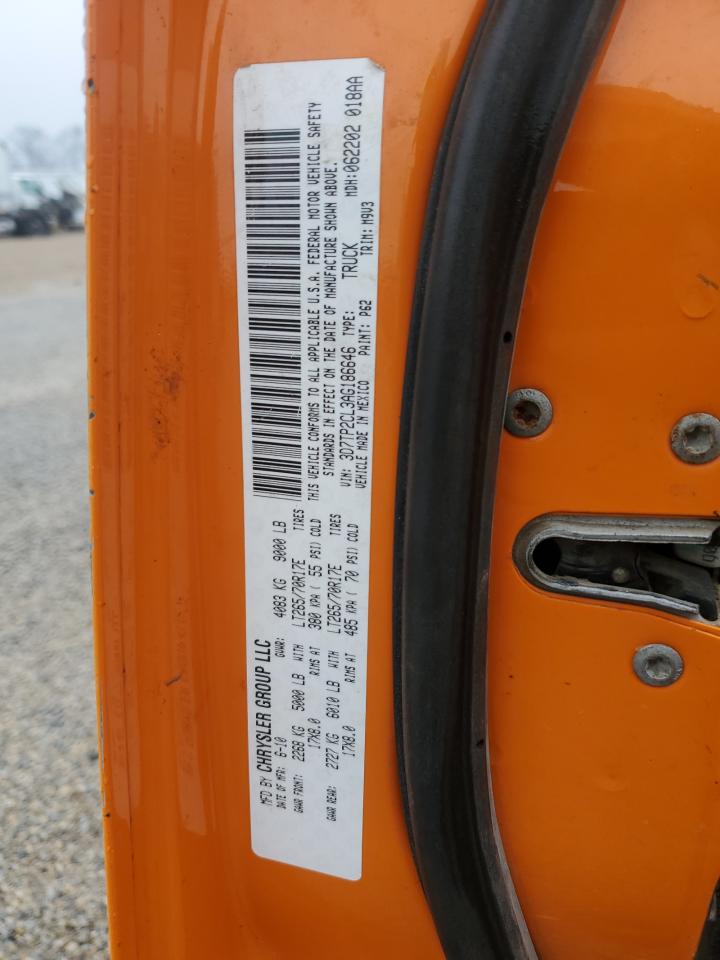 MFD BY CHRYSLER GROUP LLC
DATE OF MFR: 6-10 GVWR: 4083 KG 9000 LB
GAWR FRONT: 2268 KG 5000 LB WITH LT265/70R17E TIRES
17X8.0 RIMS AT 380 KPA ( 55 PSI) COLD
GAWR REAR: 2727 KG 6010 LB WITH LT265/70R17E TIRES
17X8.0 RIMS AT 485 KPA ( 70 PSI) COLD
THIS VEHICLE CONFORMS TO ALL APPLICABLE U.S.A. FEDERAL MOTOR VEHICLE SAFETY
STANDARDS IN EFFECT ON THE DATE OF MANUFACTURE SHOWN ABOVE.
VIN: 3D7TP2CL3AG186646 TYPE: TRUCK MDH:062202 018AA
VEHICLE MADE IN MEXICO PAINT: P62 TRIM: M9V3